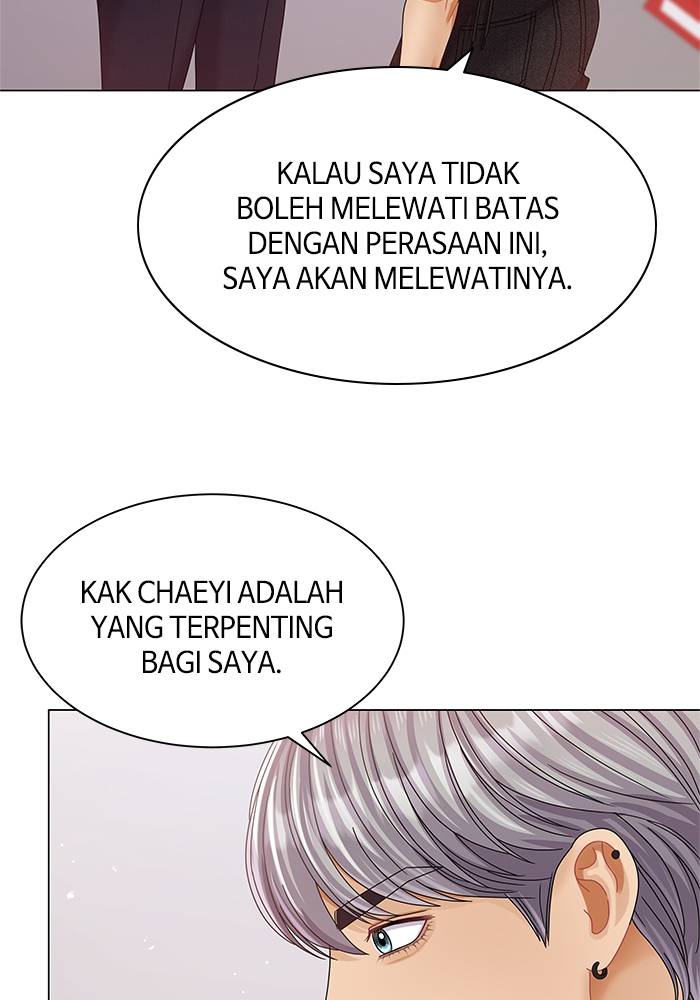 KALAU SAYA TIDAK
BOLEH MELEWATI BATAS
DENGAN PERASAAN INI,
SAYA AKAN MELEWATINYA.
KAK CHAEYI ADALAH
YANG TERPENTING
BAGI SAYA.